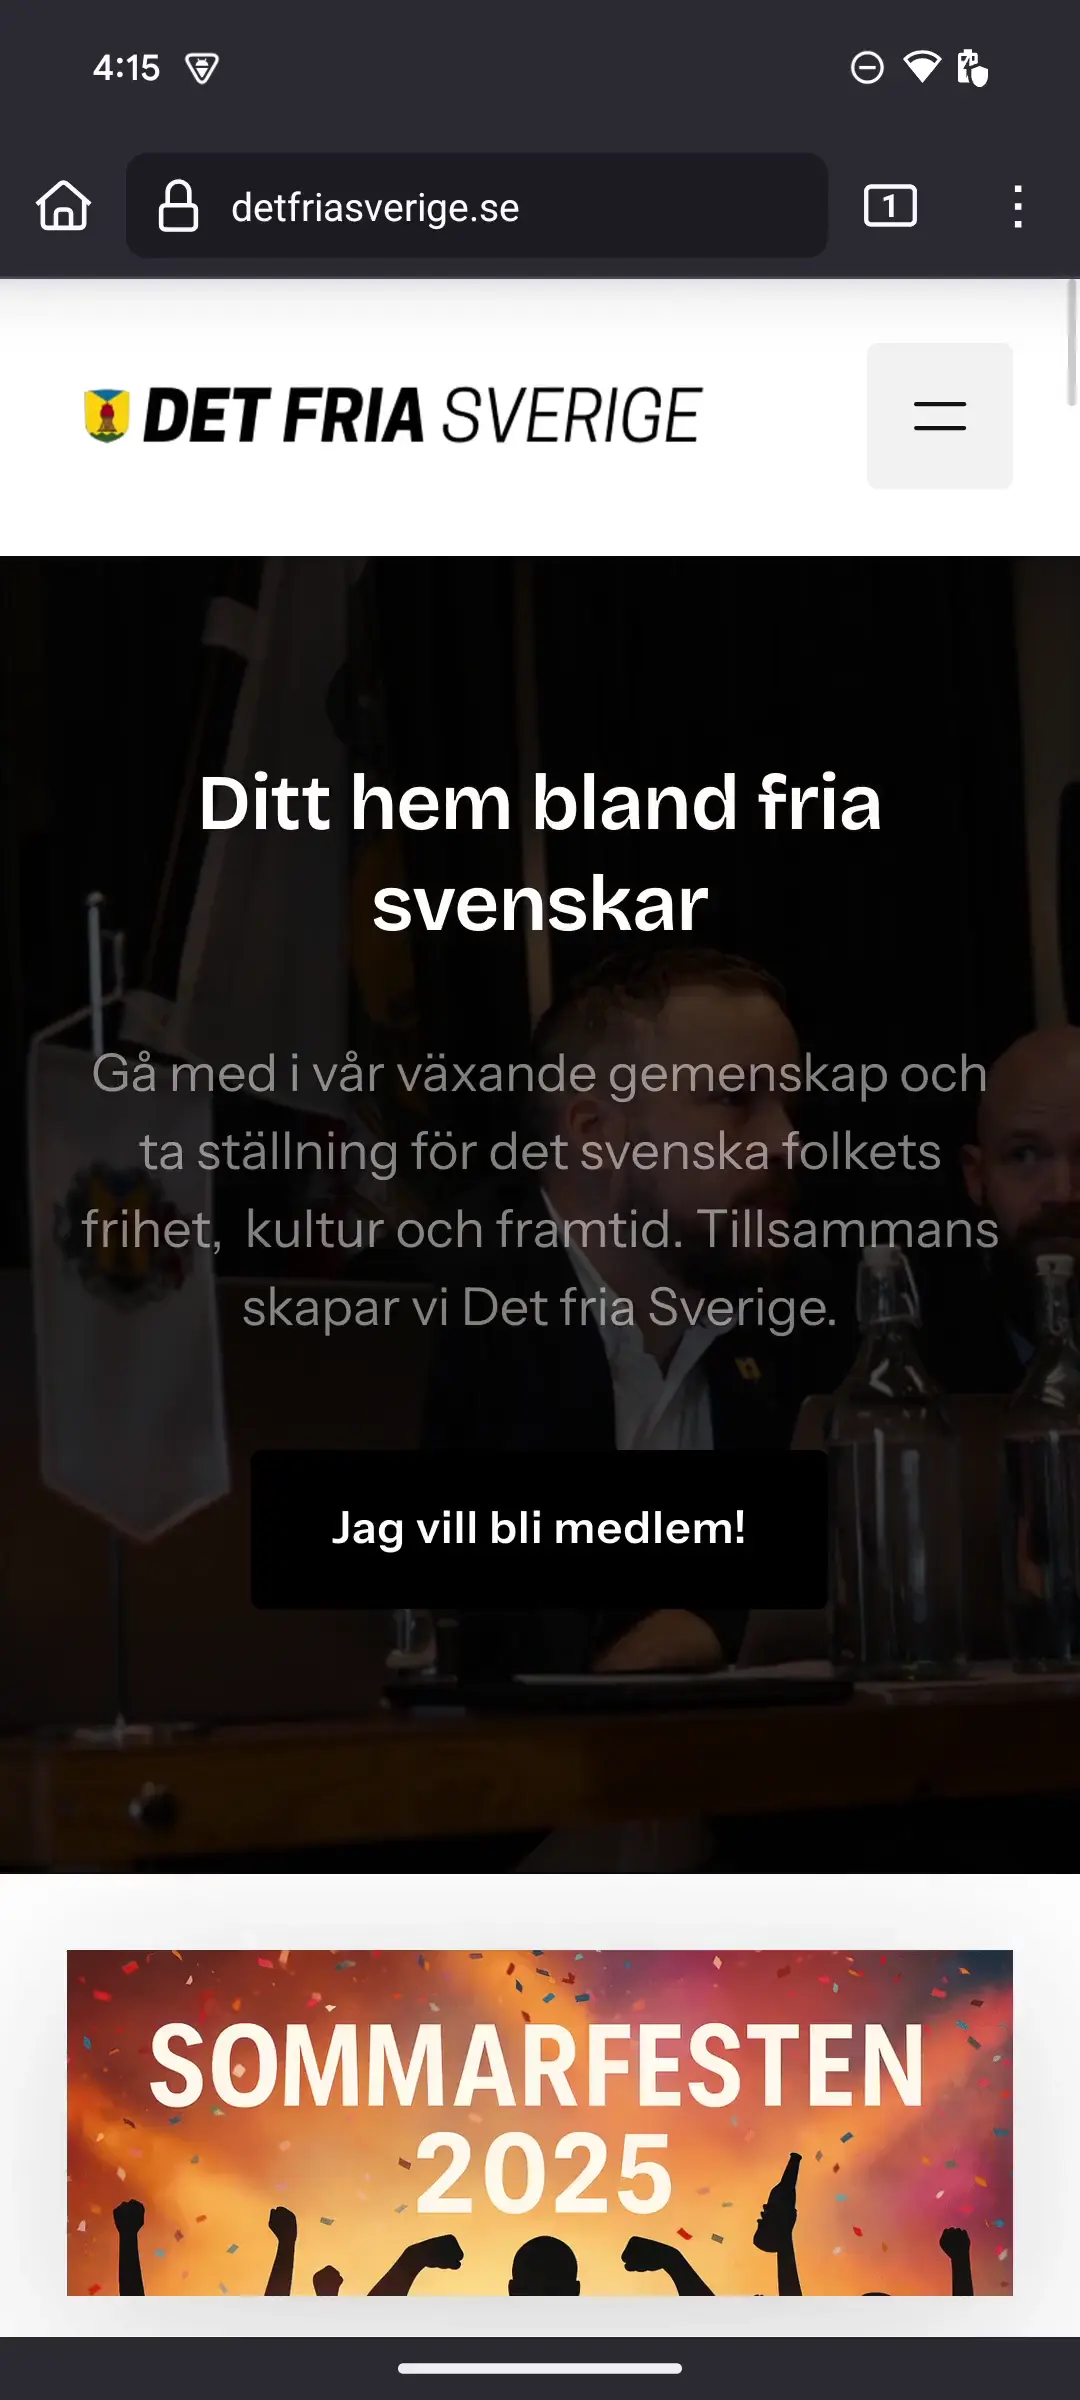 4:15
detfriasverige.se
1
DET FRIA SVERIGE
Ditt hem bland fria
svenskar
Gå med i vår växande gemenskap och
ta ställning för det svenska folkets
frihet,  kultur och framtid. Tillsammans
skapar vi Det fria Sverige.
Jag vill bli medlem!
SOMMARFESTEN
2025